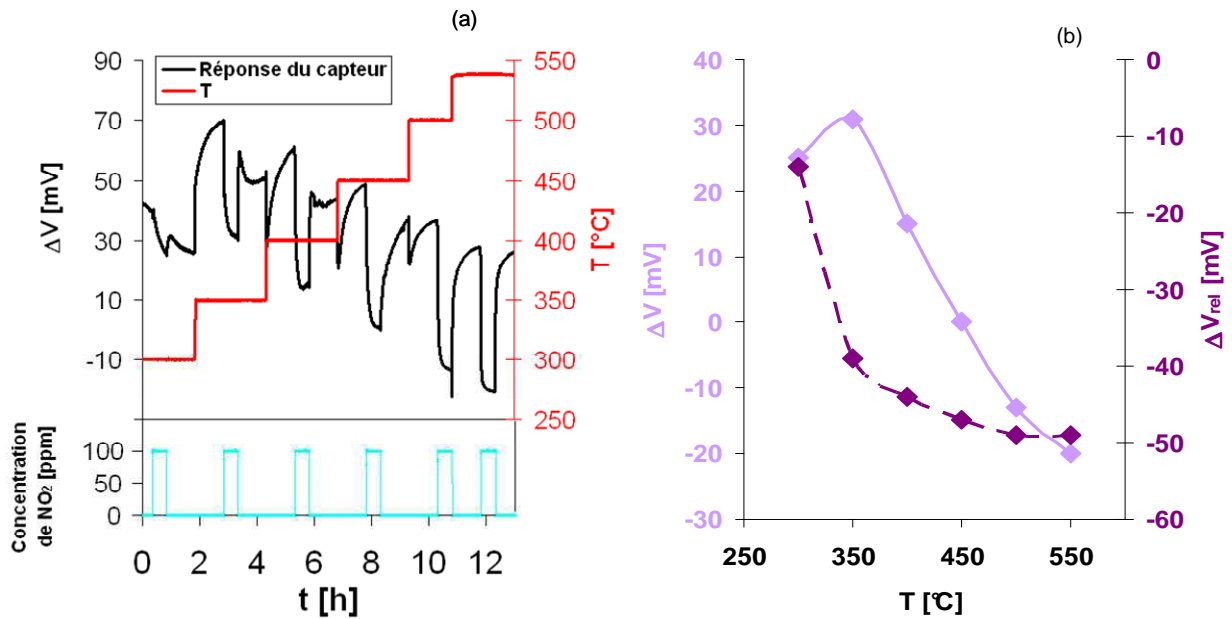 (a)
90
70
50
30
10
-10
ΔV [mV]
Réponse du capteur
T
550
500
450
400
350
300
250
T [°C]
Concentration
de NO₂ [ppm]
100
50
0
0 2 4 6 8 10 12
t [h]
(b)
40
30
20
10
0
-10
-20
-30
ΔV [mV]
0
-10
-20
-30
-40
-50
-60
ΔVrel [mV]
250 350 450 550
T [°C]